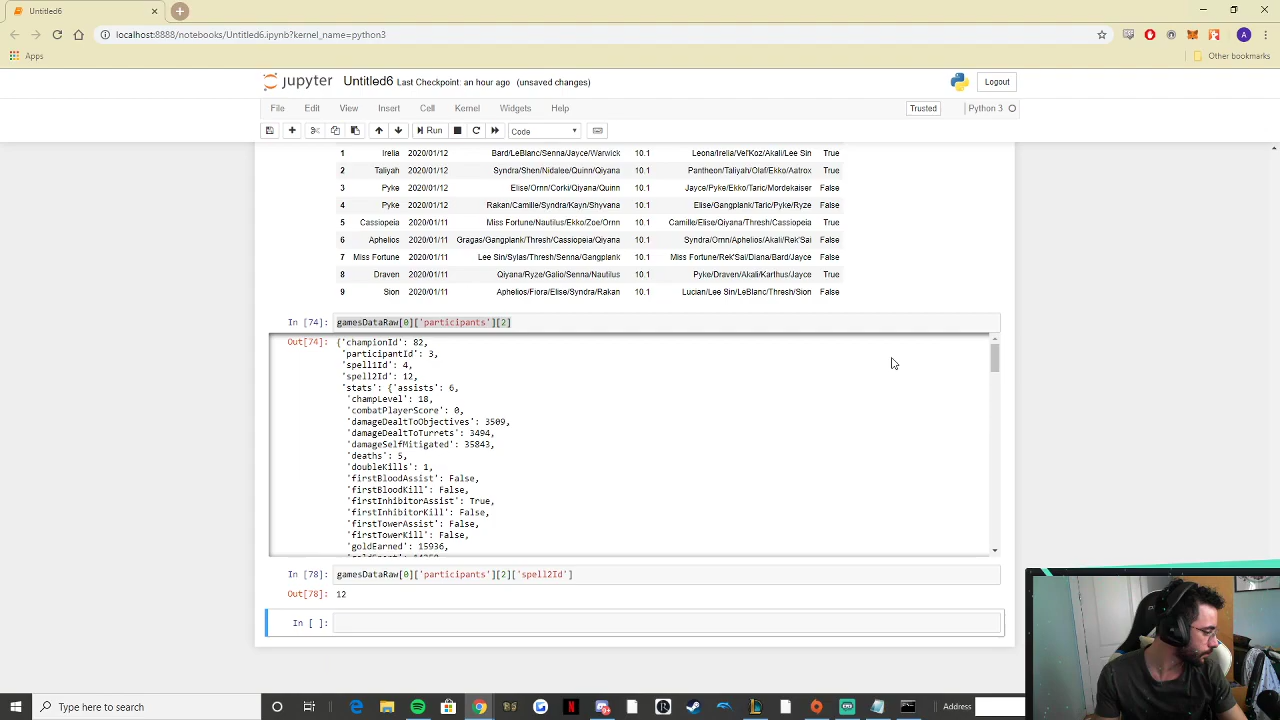 Untitled6
localhost:8888/notebooks/Untitled6.ipynb?kernel_name=python3
A
Apps
Other bookmarks
jupyter Untitled6 Last Checkpoint: an hour ago (unsaved changes)
Logout
File Edit View Insert Cell Kernel Widgets Help
Trusted
Python 3
Run
Code
1 Irelia 2020/01/12 Bard/LeBlanc/Senna/Jayce/Warwick 10.1 Leona/Irelia/Vel'Koz/Akali/Lee Sin True
2 Taliyah 2020/01/12 Syndra/Shen/Nidalee/Quinn/Qiyana 10.1 Pantheon/Taliyah/Olaf/Ekko/Aatrox True
3 Pyke 2020/01/12 Elise/Ornn/Corki/Qiyana/Quinn 10.1 Jayce/Pyke/Ekko/Taric/Mordekaiser False
4 Pyke 2020/01/12 Rakan/Camille/Syndra/Kayn/Shyvana 10.1 Elise/Gangplank/Taric/Pyke/Ryze False
5 Cassiopeia 2020/01/11 Miss Fortune/Nautilus/Ekko/Zoe/Ornn 10.1 Camille/Elise/Qiyana/Thresh/Cassiopeia True
6 Aphelios 2020/01/11 Gragas/Gangplank/Thresh/Cassiopeia/Qiyana 10.1 Syndra/Ornn/Aphelios/Akali/Rek'Sai False
7 Miss Fortune 2020/01/11 Lee Sin/Sylas/Thresh/Senna/Gangplank 10.1 Miss Fortune/Rek'Sai/Diana/Bard/Jayce False
8 Draven 2020/01/11 Qiyana/Ryze/Galio/Senna/Nautilus 10.1 Pyke/Draven/Akali/Karthus/Jayce True
9 Sion 2020/01/11 Aphelios/Fiora/Elise/Syndra/Rakan 10.1 Lucian/Lee Sin/LeBlanc/Thresh/Sion False
In [74]: gamesDataRaw[0]['participants'][2]
Out[74]: {'championId': 82,
'participantId': 3,
'spell1Id': 4,
'spell2Id': 12,
'stats': {'assists': 6,
'champLevel': 18,
'combatPlayerScore': 0,
'damageDealtToObjectives': 3509,
'damageDealtToTurrets': 3494,
'damageSelfMitigated': 35843,
'deaths': 5,
'doubleKills': 1,
'firstBloodAssist': False,
'firstBloodKill': False,
'firstInhibitorAssist': True,
'firstInhibitorKill': False,
'firstTowerAssist': False,
'firstTowerKill': False,
'goldEarned': 15936,
In [78]: gamesDataRaw[0]['participants'][2]['spell2Id']
Out[78]: 12
In [ ]:
Type here to search
Address